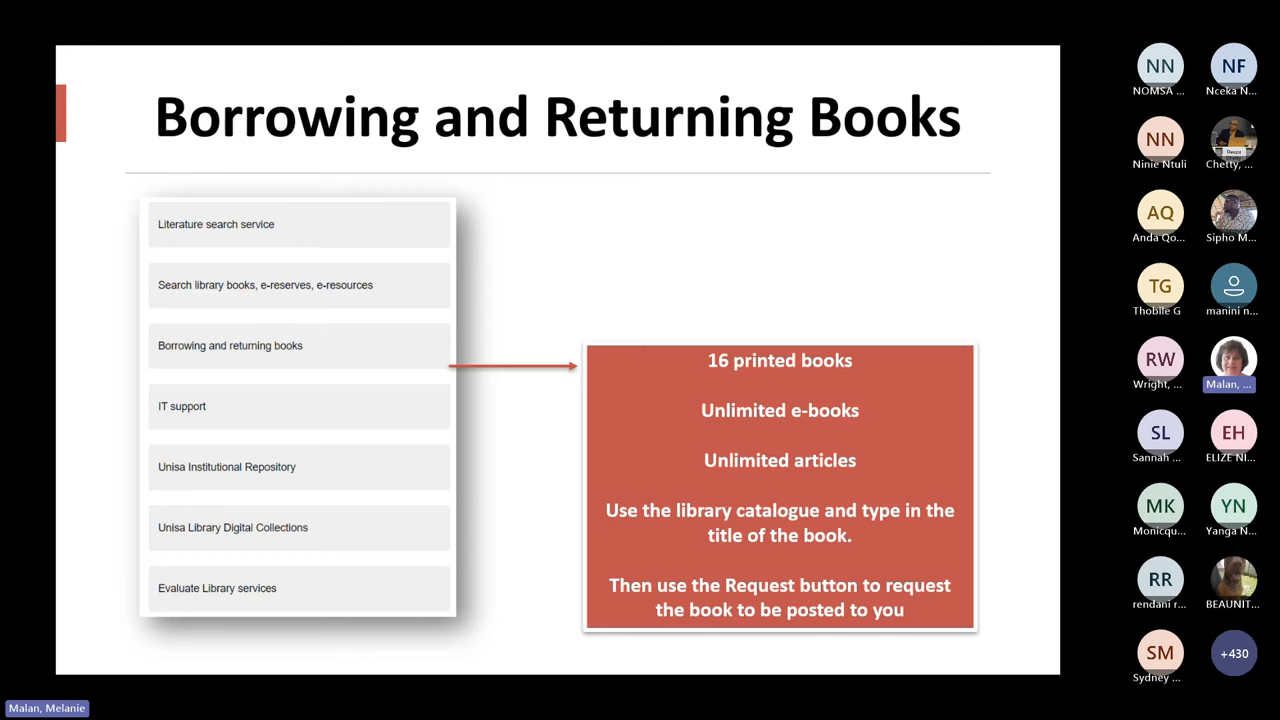 Borrowing and Returning Books
Literature search service
Search library books, e-reserves, e-resources
Borrowing and returning books
IT support
Unisa Institutional Repository
Unisa Library Digital Collections
Evaluate Library services
16 printed books
Unlimited e-books
Unlimited articles
Use the library catalogue and type in the
title of the book.
Then use the Request button to request
the book to be posted to you
NN
NOMSA ...
NF
Nceka N...
NN
Ninie Ntuli
Chetty, ...
AQ
Anda Qo...
Sipho M...
TG
Thobile G
manini n...
RW
Wright, ...
Malan, ...
SL
Sannah ...
EH
ELIZE NI...
MK
Monicqu...
YN
Yanga N...
RR
rendani r...
BEAUNIT...
SM
Sydney ...
+430
Malan, Melanie